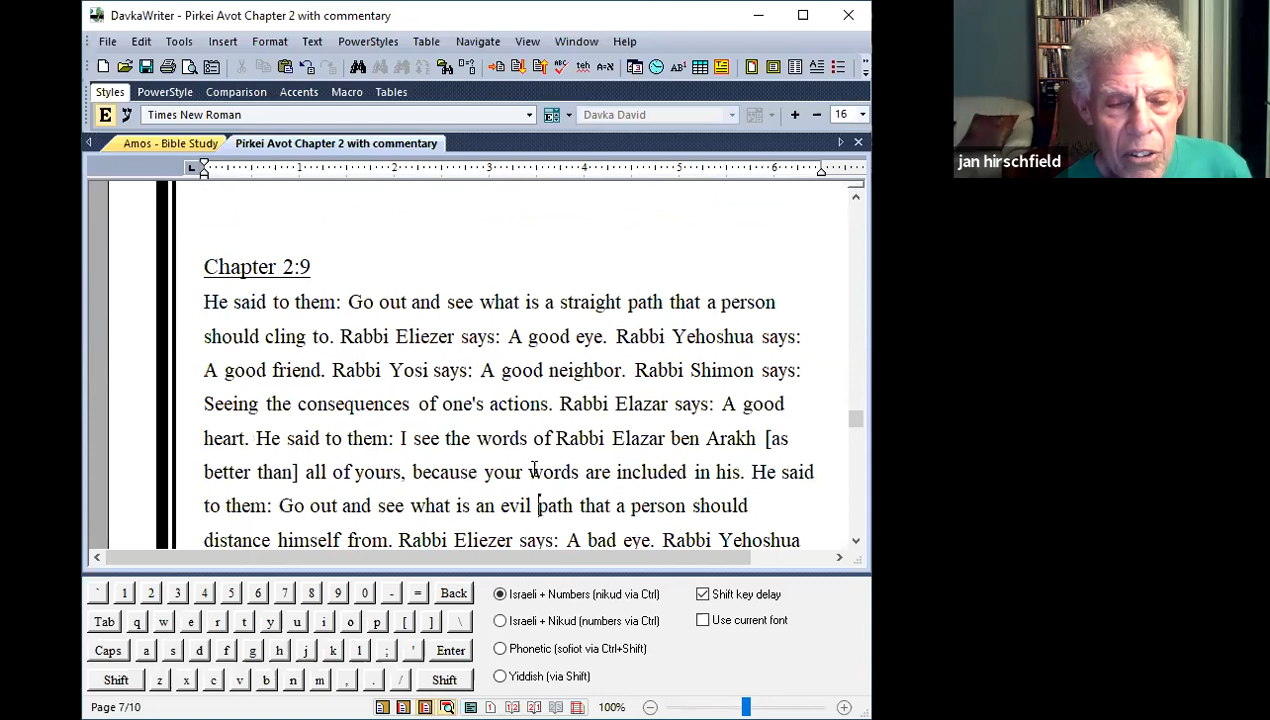 DavkaWriter - Pirkei Avot Chapter 2 with commentary
File Edit Tools Insert Format Text PowerStyles Table Navigate View Window Help
Styles PowerStyle Comparison Accents Macro Tables
E Times New Roman Davka David 16
Amos - Bible Study Pirkei Avot Chapter 2 with commentary
1 2 3 4 5 6
Chapter 2:9
He said to them: Go out and see what is a straight path that a person
should cling to. Rabbi Eliezer says: A good eye. Rabbi Yehoshua says:
A good friend. Rabbi Yosi says: A good neighbor. Rabbi Shimon says:
Seeing the consequences of one's actions. Rabbi Elazar says: A good
heart. He said to them: I see the words of Rabbi Elazar ben Arakh [as
better than] all of yours, because your words are included in his. He said
to them: Go out and see what is an evil path that a person should
distance himself from. Rabbi Eliezer says: A bad eye. Rabbi Yehoshua
` 1 2 3 4 5 6 7 8 9 0 - = Back
Tab q w e r t y u i o p [ ] \
Caps a s d f g h j k l ; ' Enter
Shift z x c v b n m , . / Shift
Israeli + Numbers (nikud via Ctrl)
Israeli + Nikud (numbers via Ctrl)
Phonetic (sofiot via Ctrl+Shift)
Yiddish (via Shift)
Shift key delay
Use current font
Page 7/10 100%
jan hirschfield